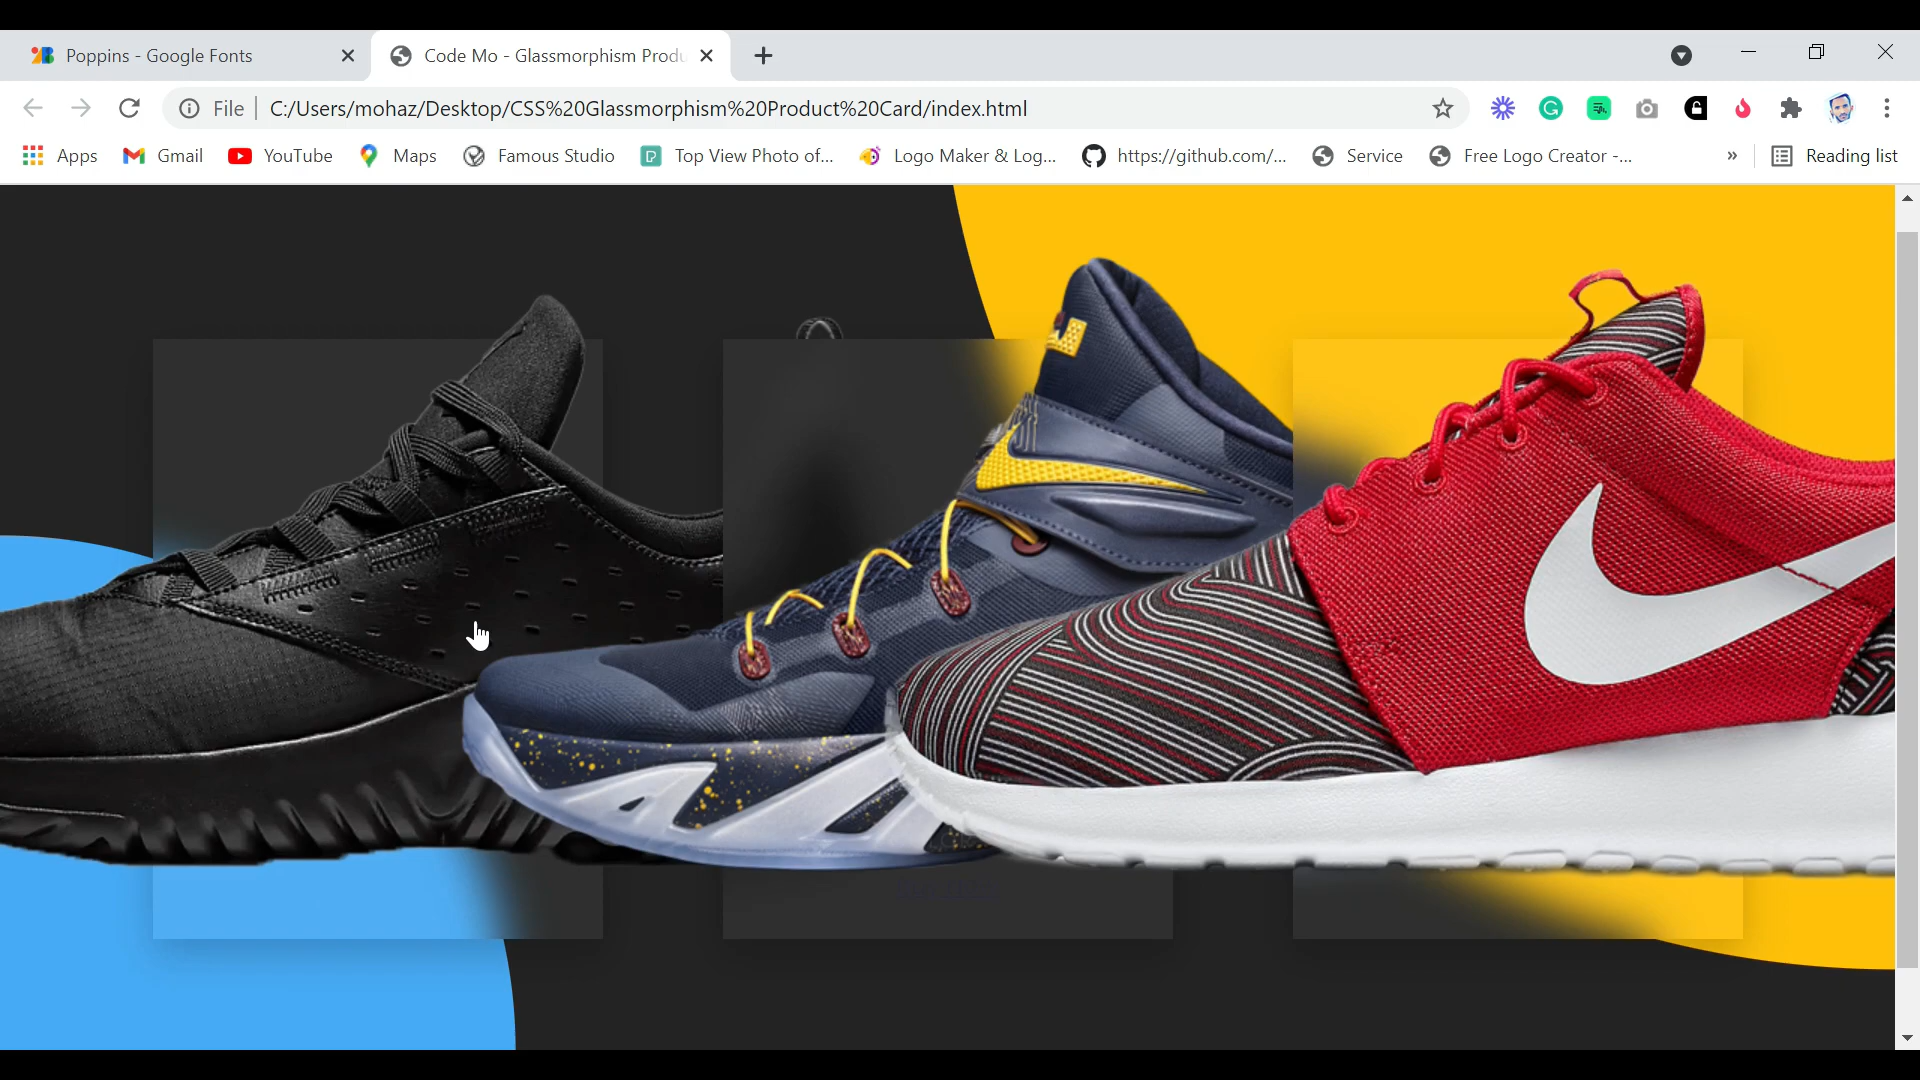 Poppins - Google Fonts
Code Mo - Glassmorphism Produ
File
C:/Users/mohaz/Desktop/CSS%20Glassmorphism%20Product%20Card/index.html
Apps
Gmail
YouTube
Maps
Famous Studio
Top View Photo of...
Logo Maker & Log...
https://github.com/...
Service
Free Logo Creator -...
»
Reading list